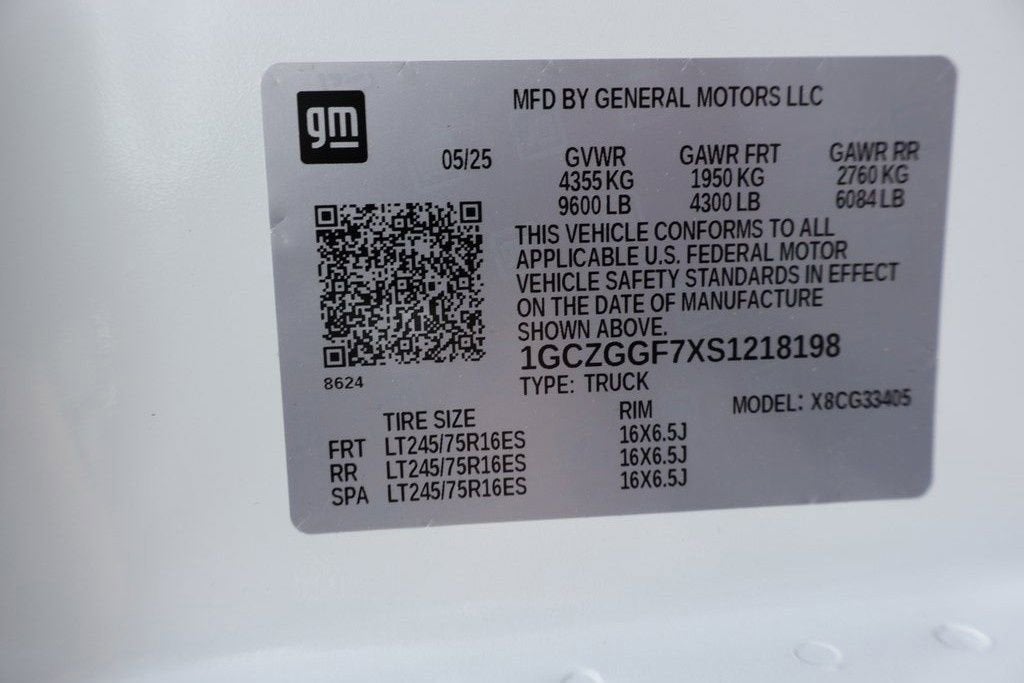 gm
MFD BY GENERAL MOTORS LLC
05/25 GVWR GAWR FRT GAWR RR
4355 KG 1950 KG 2760 KG
9600 LB 4300 LB 6084 LB
THIS VEHICLE CONFORMS TO ALL
APPLICABLE U.S. FEDERAL MOTOR
VEHICLE SAFETY STANDARDS IN EFFECT
ON THE DATE OF MANUFACTURE
SHOWN ABOVE.
1GCZGGF7XS1218198
8624
TYPE: TRUCK
MODEL: X8CG33405
TIRE SIZE RIM
FRT LT245/75R16ES 16X6.5J
RR LT245/75R16ES 16X6.5J
SPA LT245/75R16ES 16X6.5J